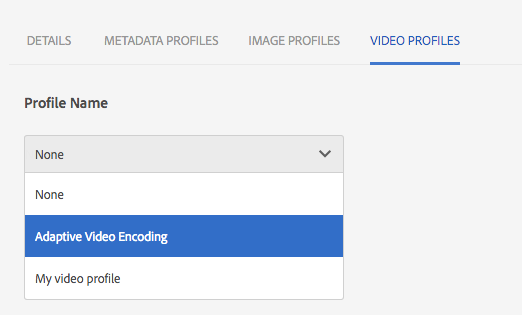 DETAILS METADATA PROFILES IMAGE PROFILES VIDEO PROFILES
Profile Name
None
None
Adaptive Video Encoding
My video profile